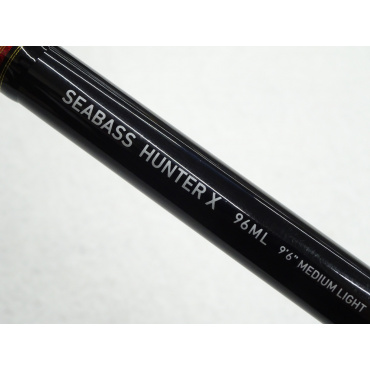 SEABASS HUNTER X 96ML 9'6" MEDIUM LIGHT